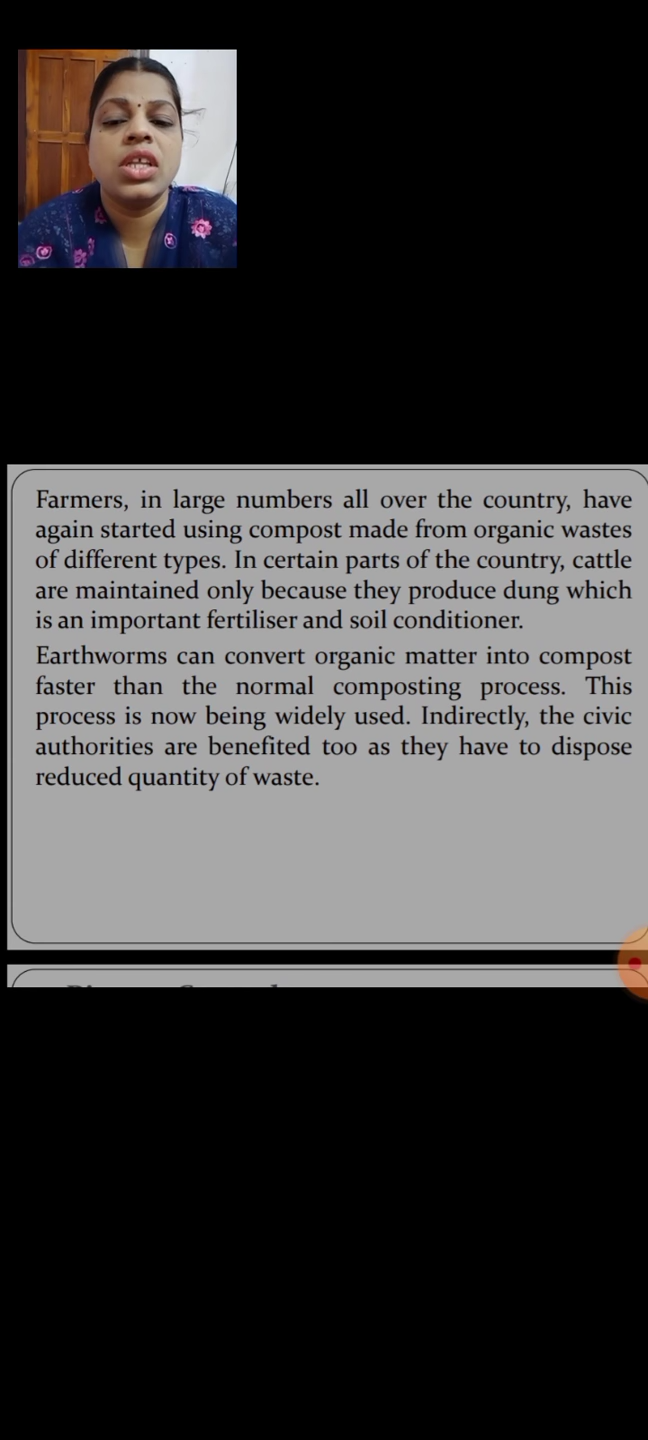 Farmers, in large numbers all over the country, have
again started using compost made from organic wastes
of different types. In certain parts of the country, cattle
are maintained only because they produce dung which
is an important fertiliser and soil conditioner.
Earthworms can convert organic matter into compost
faster than the normal composting process. This
process is now being widely used. Indirectly, the civic
authorities are benefited too as they have to dispose
reduced quantity of waste.